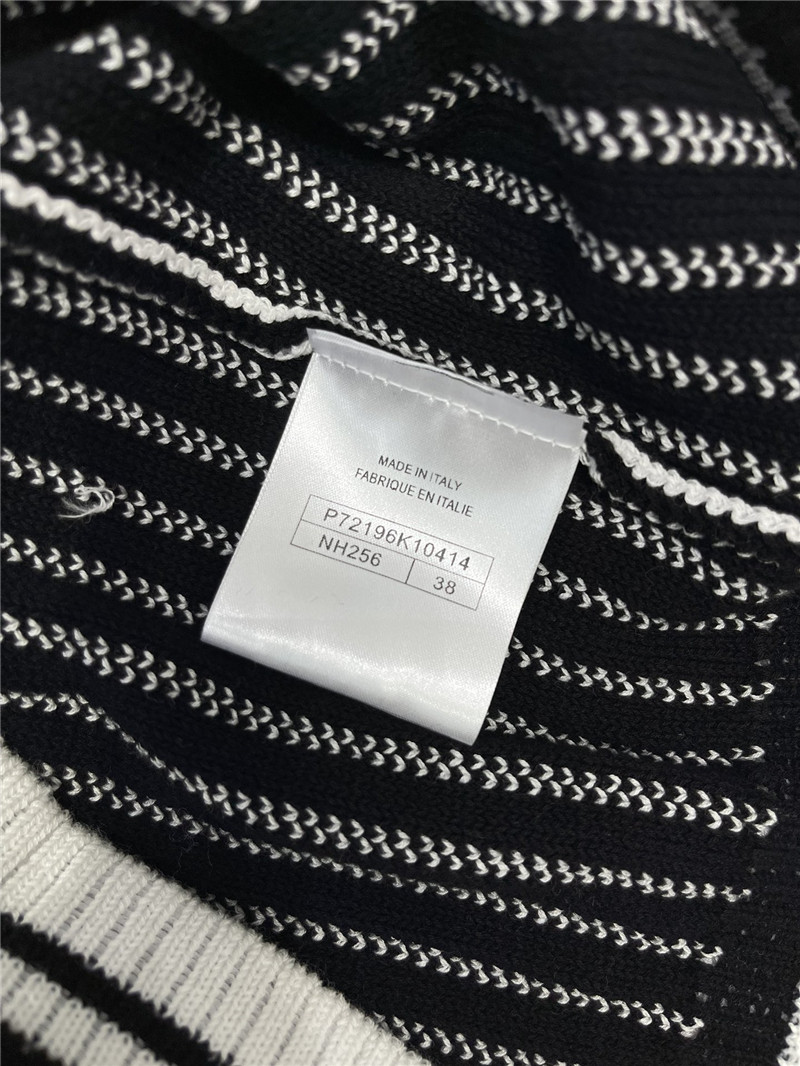 MADE IN ITALY
FABRIQUE EN ITALIE
P72196K10414
NH256 38